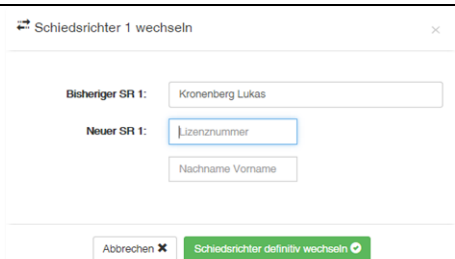 Schiedsrichter 1 wechseln
Bisheriger SR 1: Kronenberg Lukas
Neuer SR 1: Lizenznummer
Nachname Vorname
Abbrechen Schiedsrichter definitiv wechseln